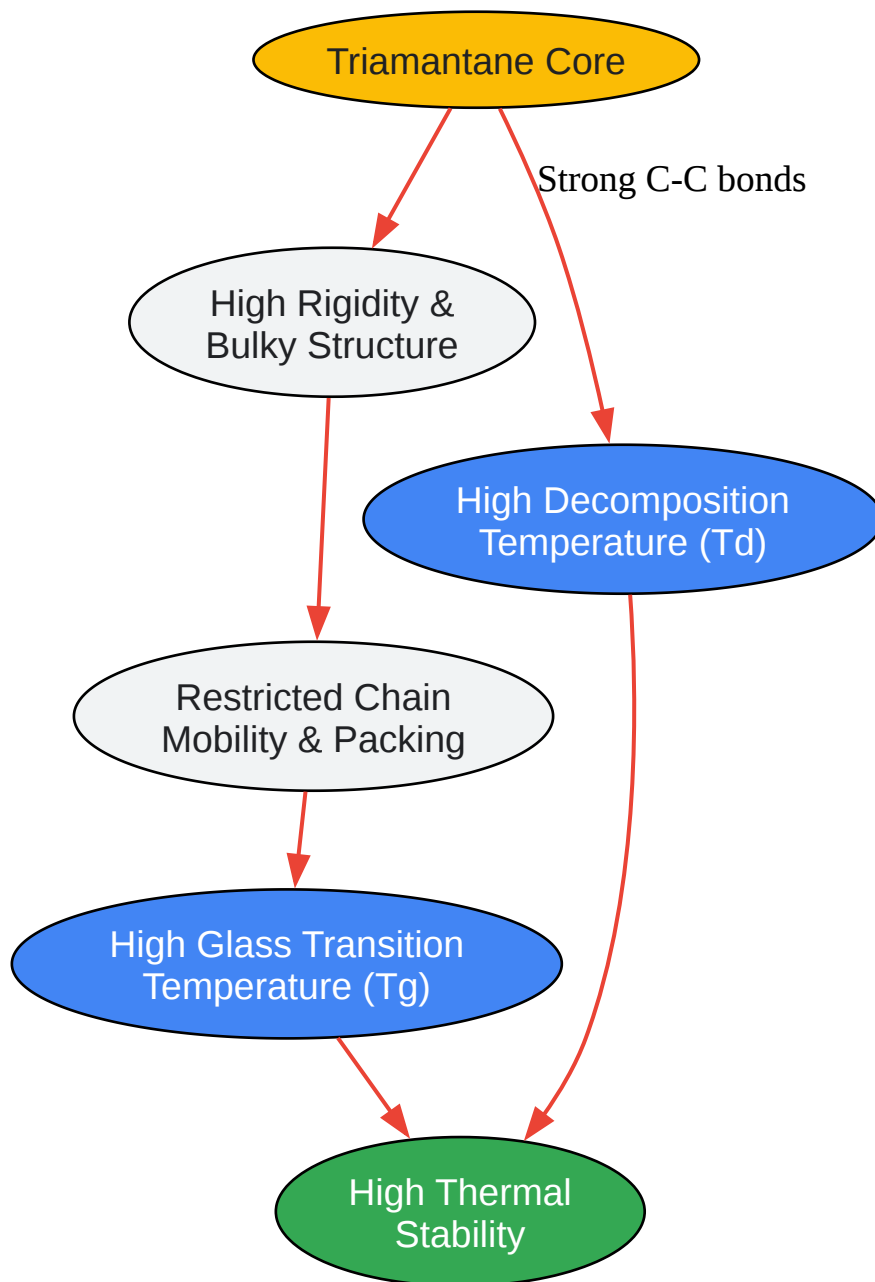 Triamantane Core
Strong C-C bonds
High Rigidity &
Bulky Structure
High Decomposition
Temperature (Td)
Restricted Chain
Mobility & Packing
High Glass Transition
Temperature (Tg)
High Thermal
Stability